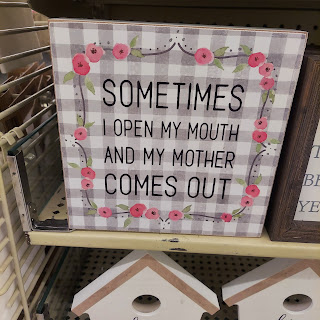 SOMETIMES
I OPEN MY MOUTH
AND MY MOTHER
COMES OUT